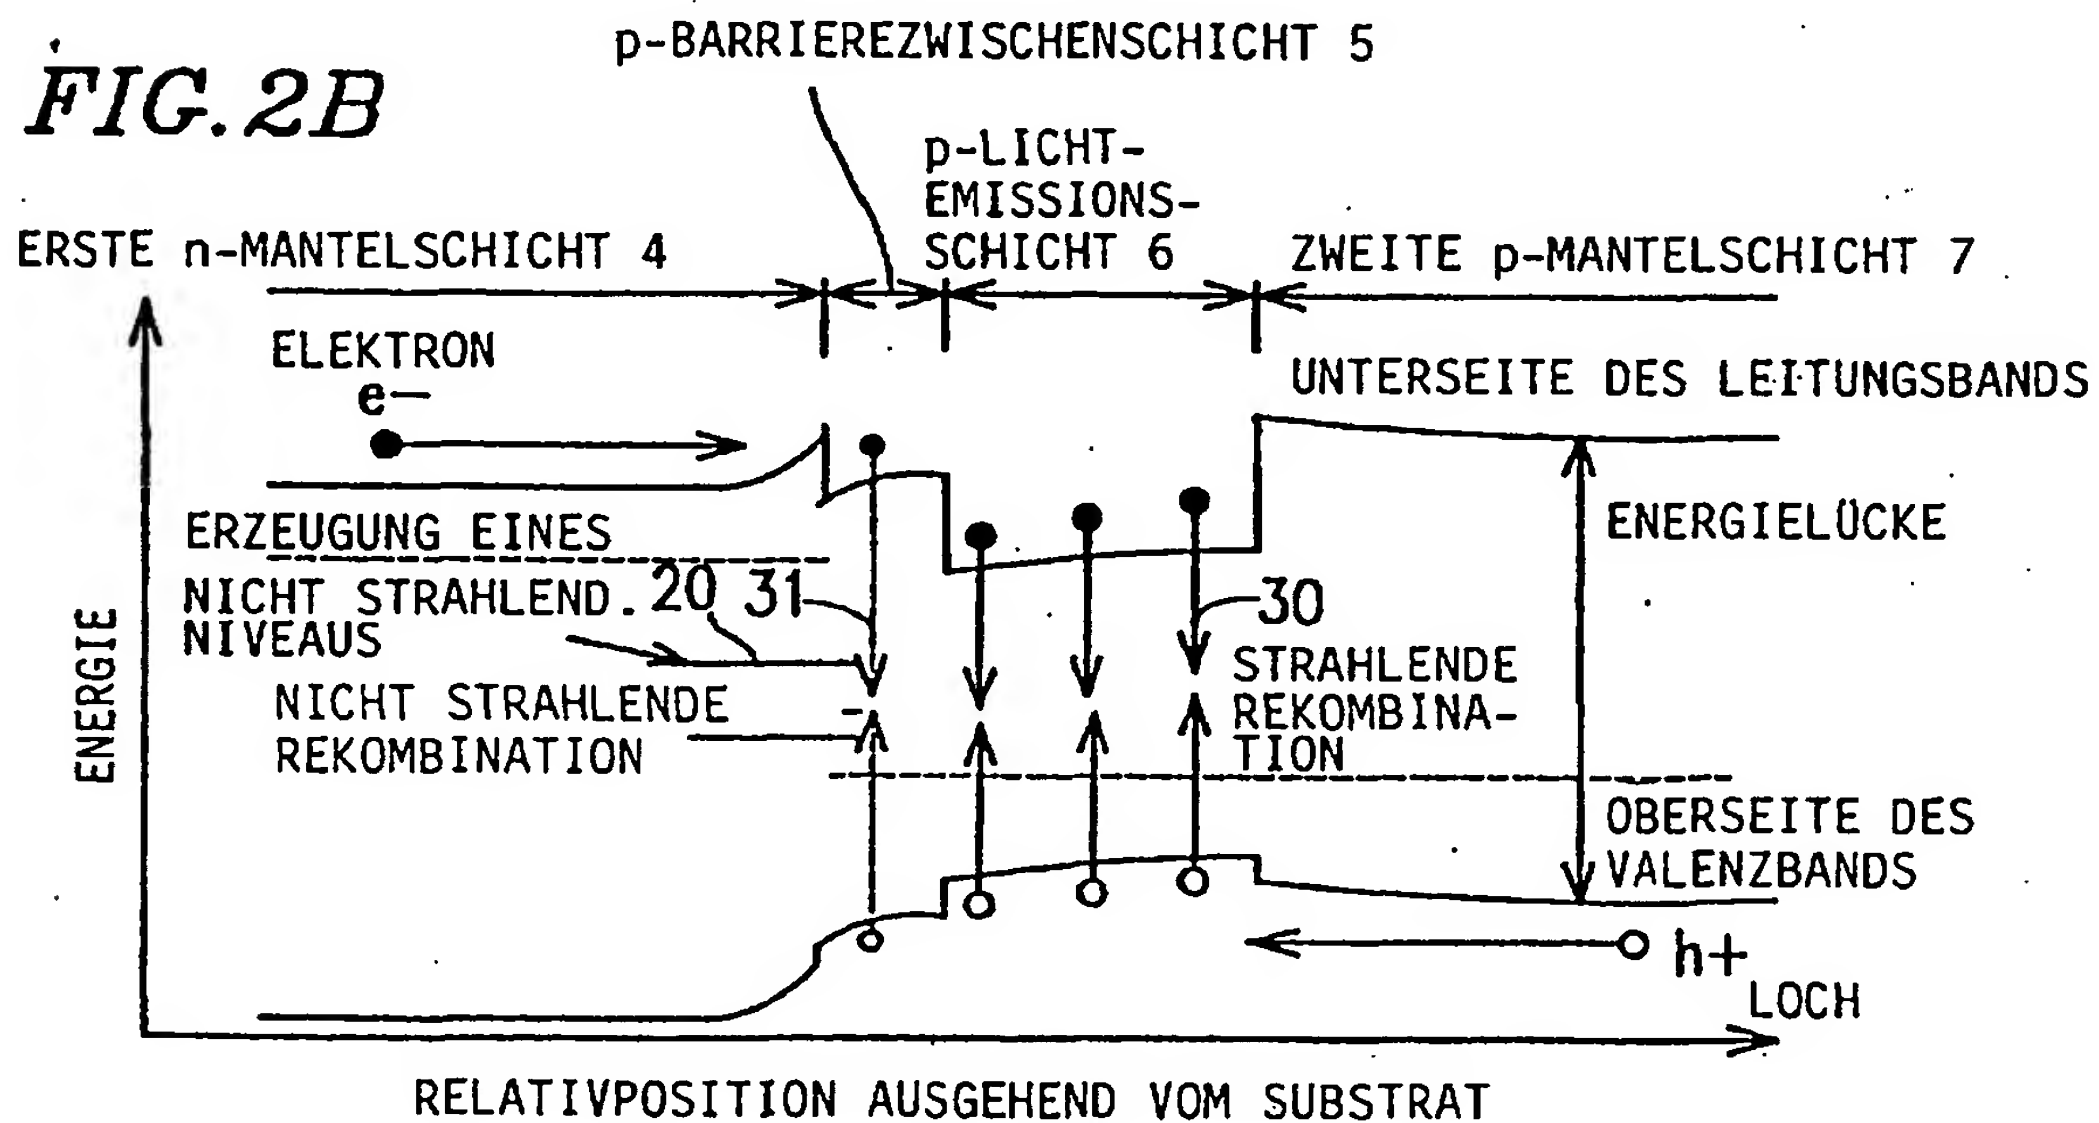 p-BARRIEREZWISCHENSCHICHT 5
FIG.2B
p-LICHT-
EMISSIONS-
SCHICHT 6
ERSTE n-MANTELSCHICHT 4
ZWEITE p-MANTELSCHICHT 7
ELEKTRON
e-
UNTERSEITE DES LEITUNGSBANDS
ERZEUGUNG EINES
NICHT STRAHLEND.
NIVEAUS
20
31
30
ENERGIELÜCKE
ENERGIE
NICHT STRAHLENDE
REKOMBINATION
STRAHLENDE
REKOMBINA-
TION
OBERSEITE DES
VALENZBANDS
h+
LOCH
RELATIVPOSITION AUSGEHEND VOM SUBSTRAT